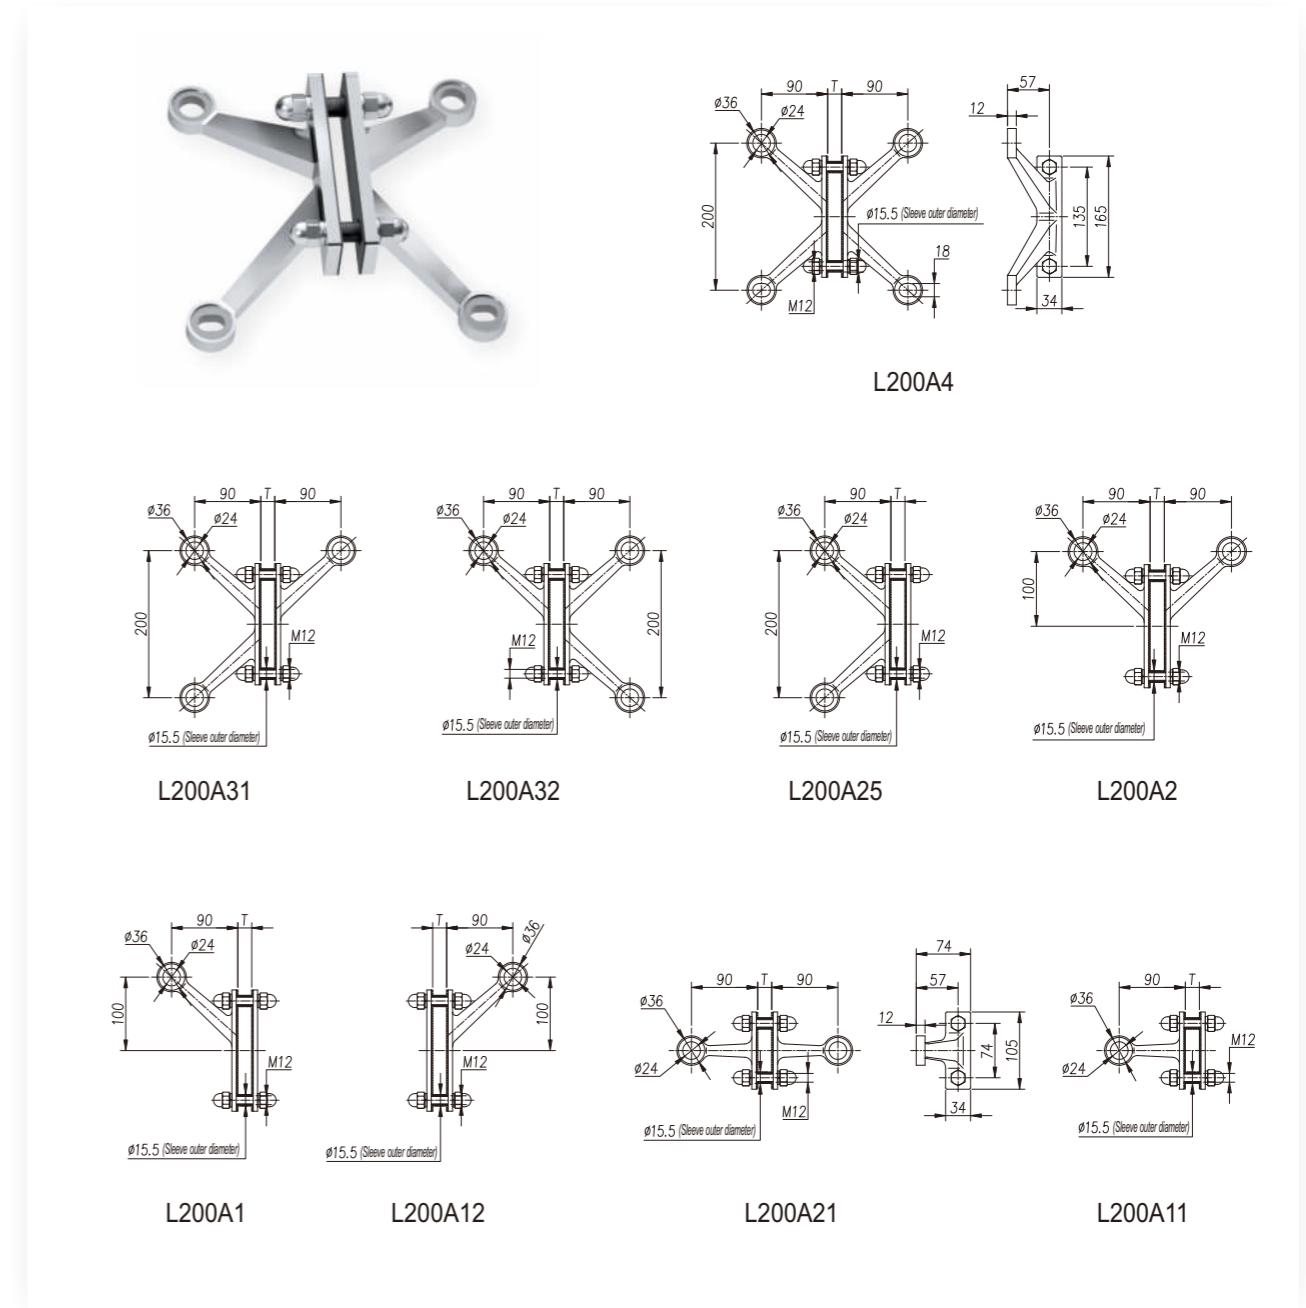 90 T 90
57
ø36
ø24
12
200
ø15.5 (Sleeve outer diameter)
135
165
18
M12
34
L200A4
90 T 90
ø36
ø24
200
M12
ø15.5 (Sleeve outer diameter)
L200A31
90 T 90
ø36
ø24
M12
200
ø15.5 (Sleeve outer diameter)
L200A32
90 T
ø36
ø24
200
M12
ø15.5 (Sleeve outer diameter)
L200A25
90 T 90
ø36
ø24
100
M12
ø15.5 (Sleeve outer diameter)
L200A2
90 T
ø36
ø24
100
M12
ø15.5 (Sleeve outer diameter)
L200A1
T 90
ø36
ø24
100
M12
ø15.5 (Sleeve outer diameter)
L200A12
90 T 90
ø36
ø24
M12
ø15.5 (Sleeve outer diameter)
74
57
12
74
105
34
L200A21
90 T
ø36
ø24
M12
ø15.5 (Sleeve outer diameter)
L200A11